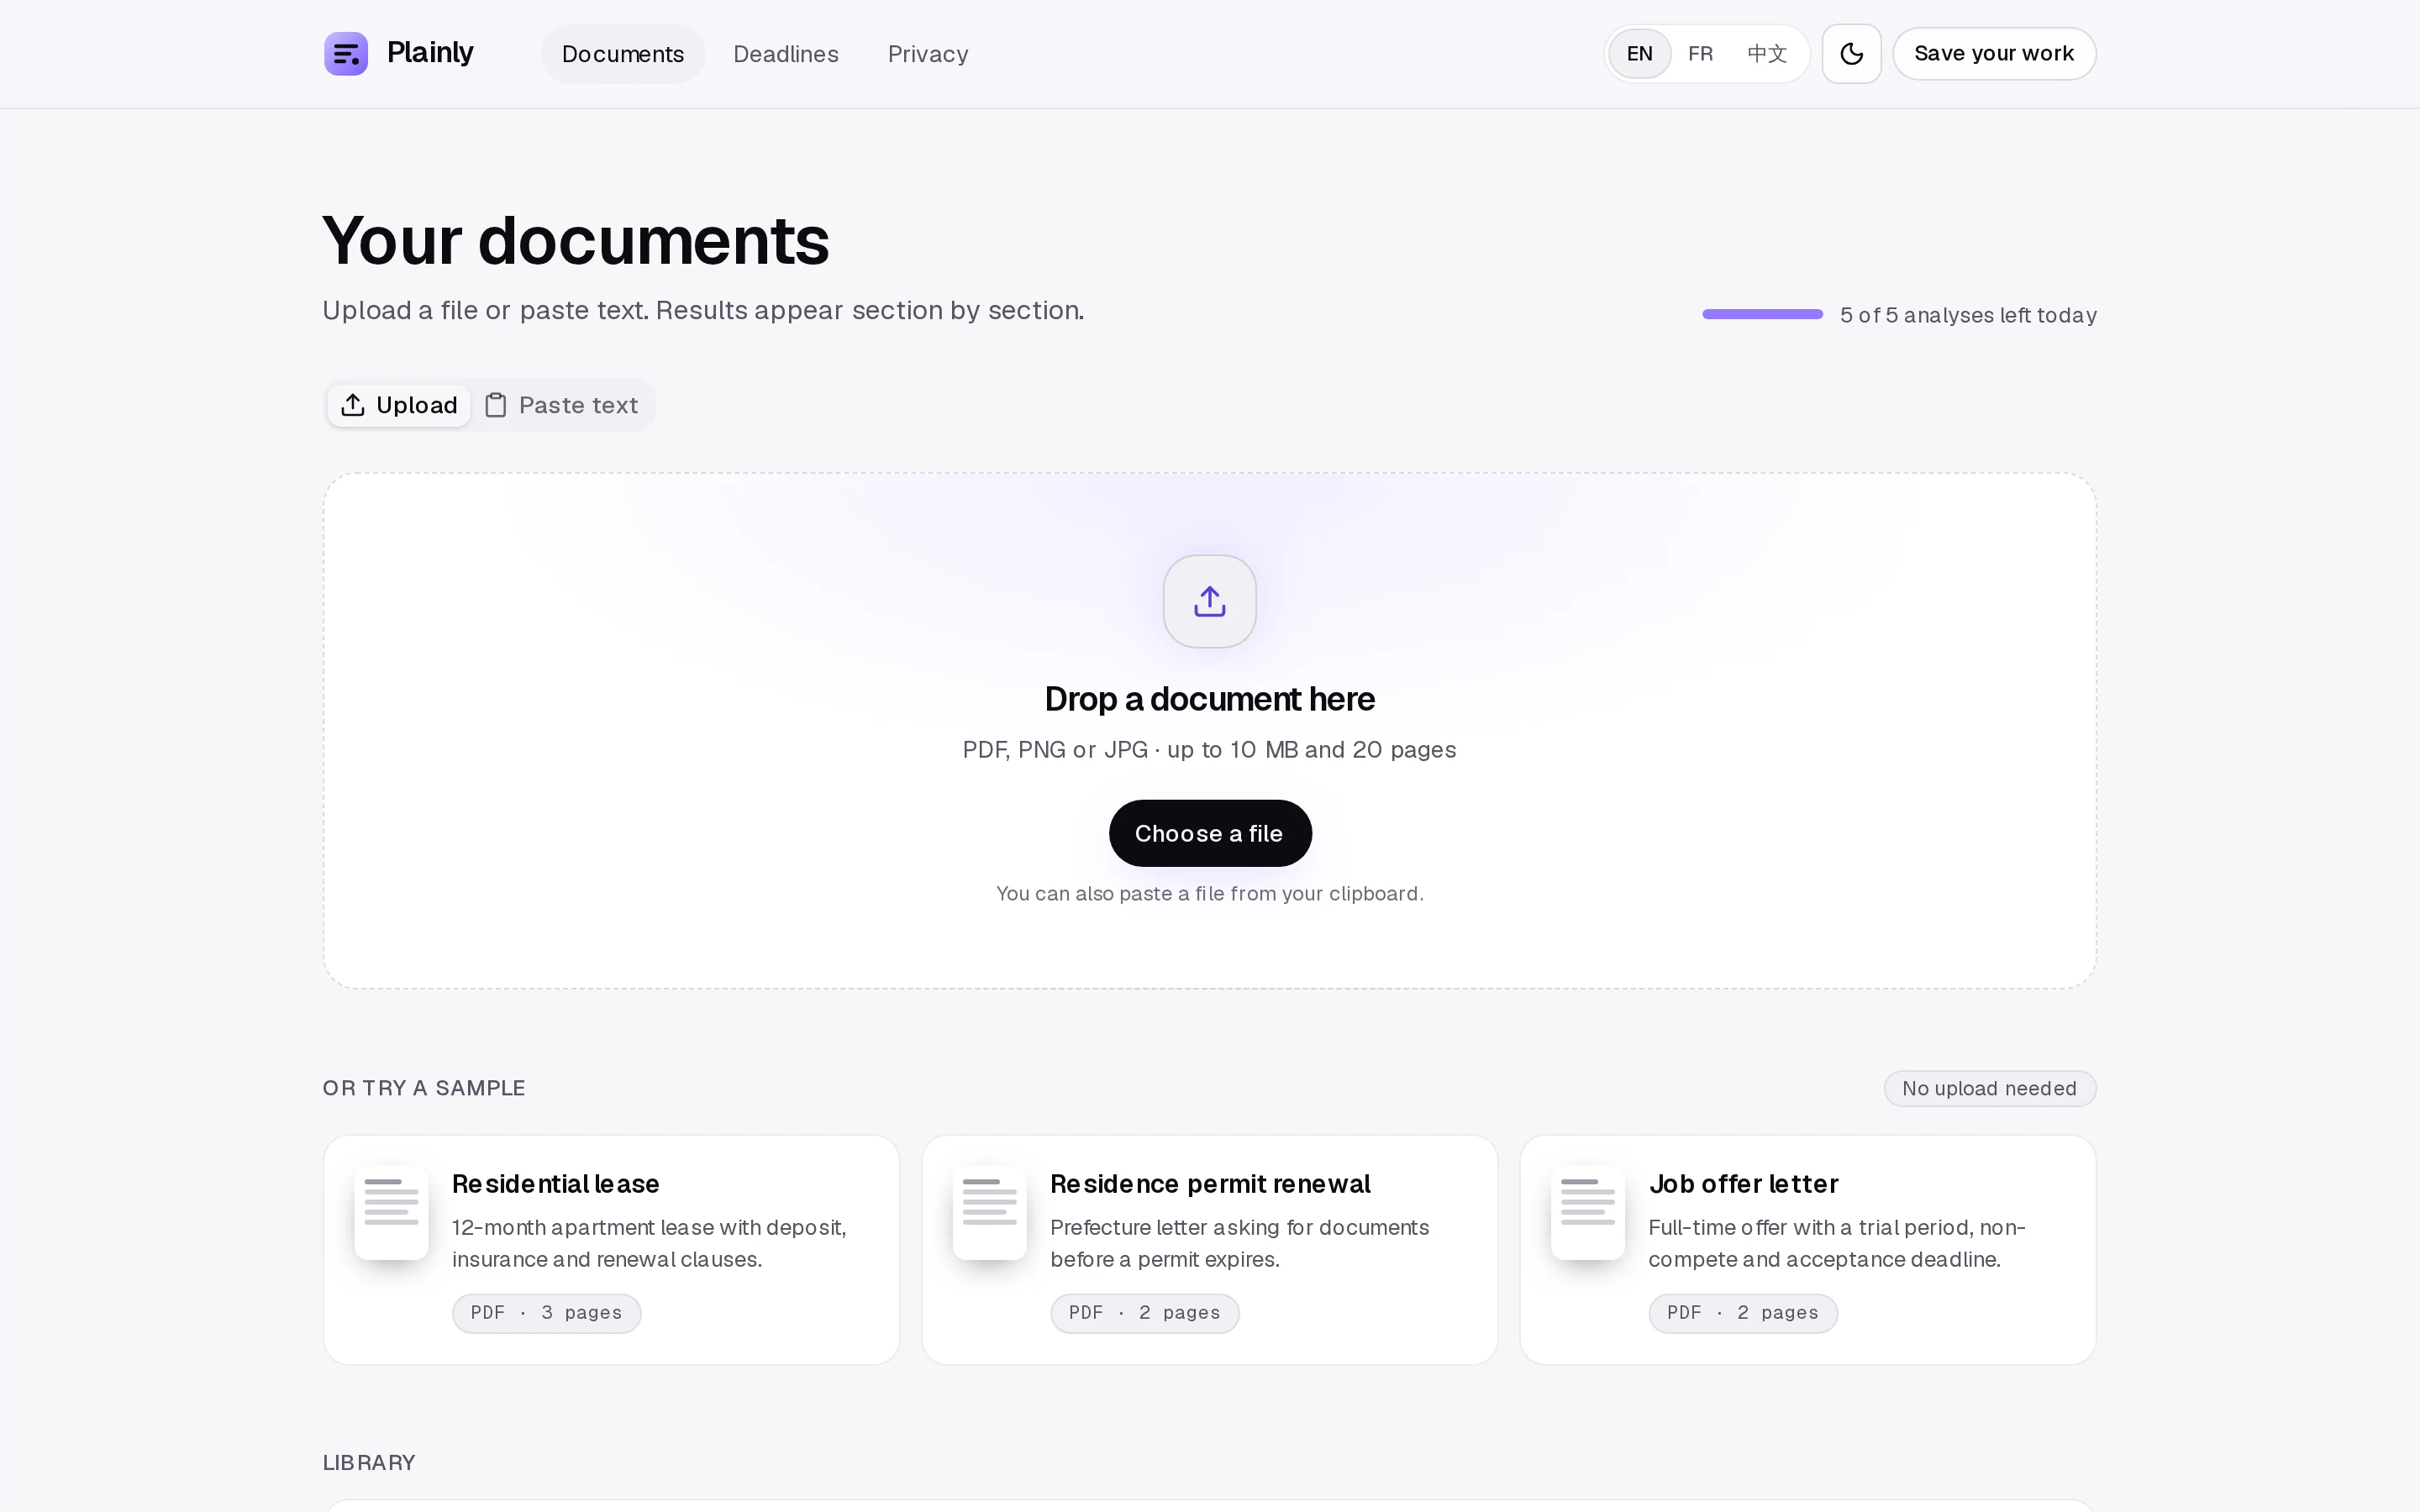 Plainly
Documents
Deadlines
Privacy
EN
FR
中文
Save your work
Your documents
Upload a file or paste text. Results appear section by section.
5 of 5 analyses left today
Upload
Paste text
Drop a document here
PDF, PNG or JPG · up to 10 MB and 20 pages
Choose a file
You can also paste a file from your clipboard.
OR TRY A SAMPLE
No upload needed
Residential lease
12-month apartment lease with deposit,
insurance and renewal clauses.
PDF · 3 pages
Residence permit renewal
Prefecture letter asking for documents
before a permit expires.
PDF · 2 pages
Job offer letter
Full-time offer with a trial period, non-
compete and acceptance deadline.
PDF · 2 pages
LIBRARY